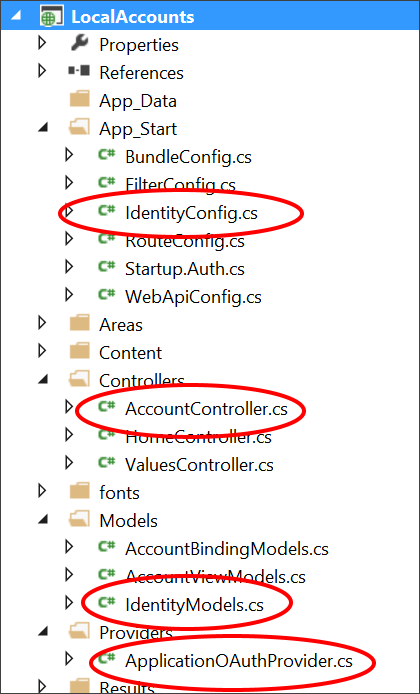 LocalAccounts
Properties
References
App_Data
App_Start
C# BundleConfig.cs
C# FilterConfig.cs
C# IdentityConfig.cs
C# RouteConfig.cs
C# Startup.Auth.cs
C# WebApiConfig.cs
Areas
Content
Controllers
C# AccountController.cs
C# HomeController.cs
C# ValuesController.cs
fonts
Models
C# AccountBindingModels.cs
C# AccountViewModels.cs
C# IdentityModels.cs
Providers
C# ApplicationOAuthProvider.cs
Results